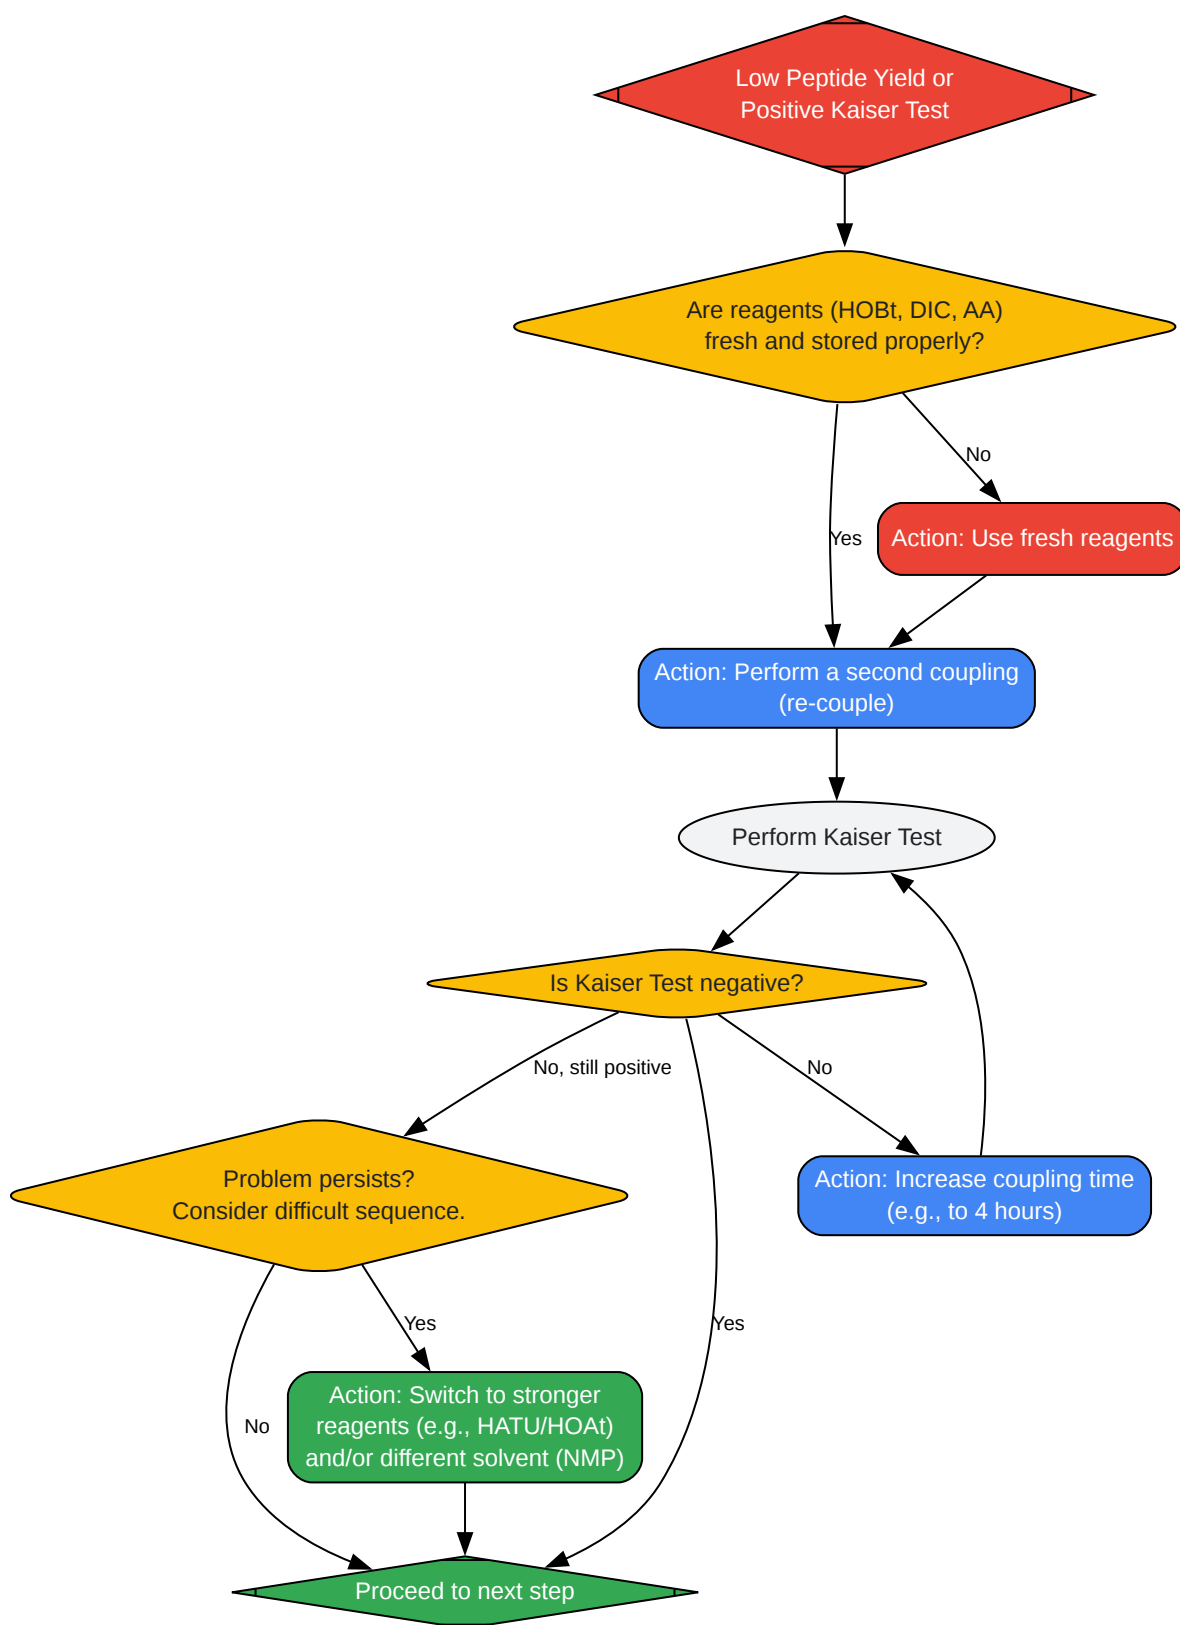 Low Peptide Yield or
Positive Kaiser Test
Are reagents (HOBt, DIC, AA)
fresh and stored properly?
No
Yes
Action: Use fresh reagents
Action: Perform a second coupling
(re-couple)
Perform Kaiser Test
Is Kaiser Test negative?
No, still positive
No
Problem persists?
Consider difficult sequence.
Action: Increase coupling time
(e.g., to 4 hours)
Yes
Yes
No
Action: Switch to stronger
reagents (e.g., HATU/HOAt)
and/or different solvent (NMP)
Proceed to next step